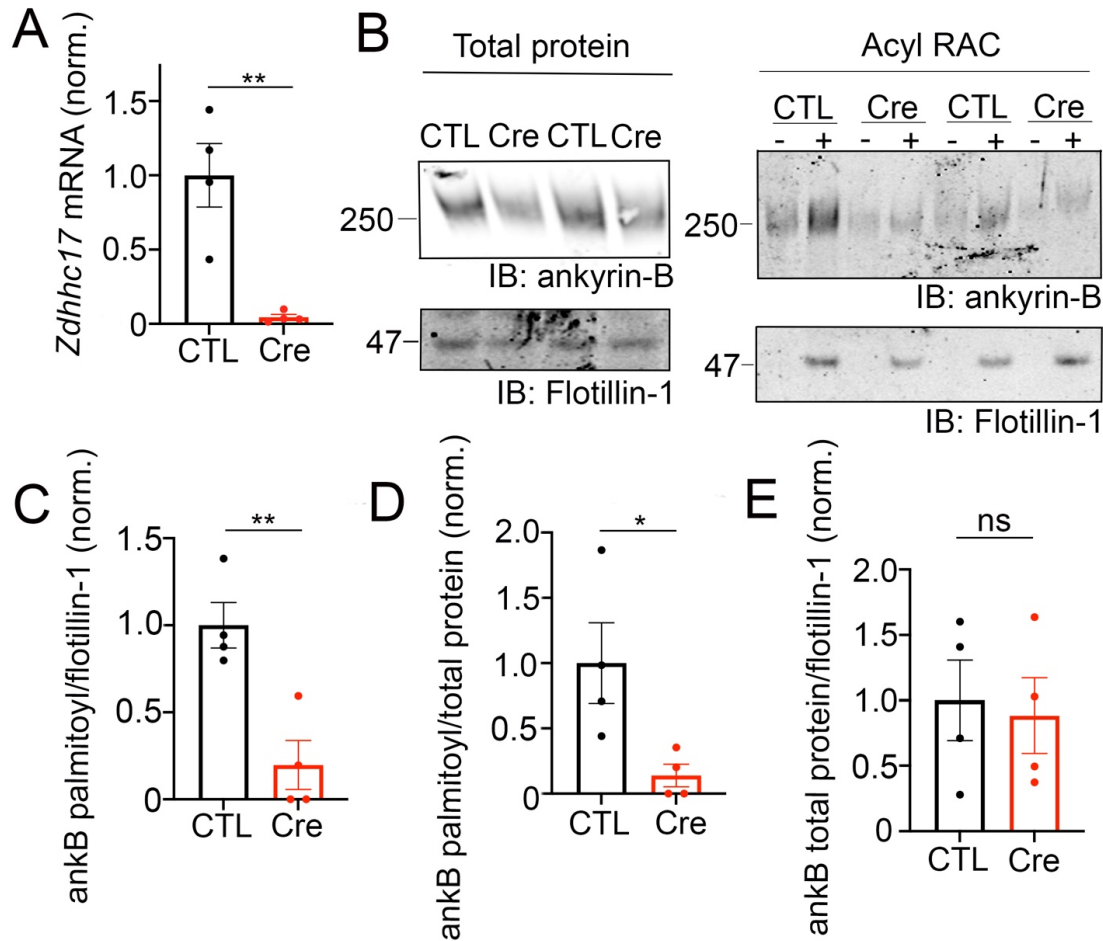 A
Zdhhc17 mRNA (norm.)
**
1.5
1.0
0.5
0
CTL Cre
B
Total protein
CTL Cre CTL Cre
250
IB: ankyrin-B
47
IB: Flotillin-1
Acyl RAC
CTL Cre CTL Cre
- + - + - + - +
250
IB: ankyrin-B
47
IB: Flotillin-1
C
ankB palmitoyl/flotillin-1 (norm.)
**
1.5
1.0
0.5
0
CTL Cre
D
ankB palmitoyl/total protein (norm.)
*
2.0
1.5
1.0
0.5
0
CTL Cre
E
ankB total protein/flotillin-1 (norm.)
ns
2.0
1.5
1.0
0.5
0
CTL Cre